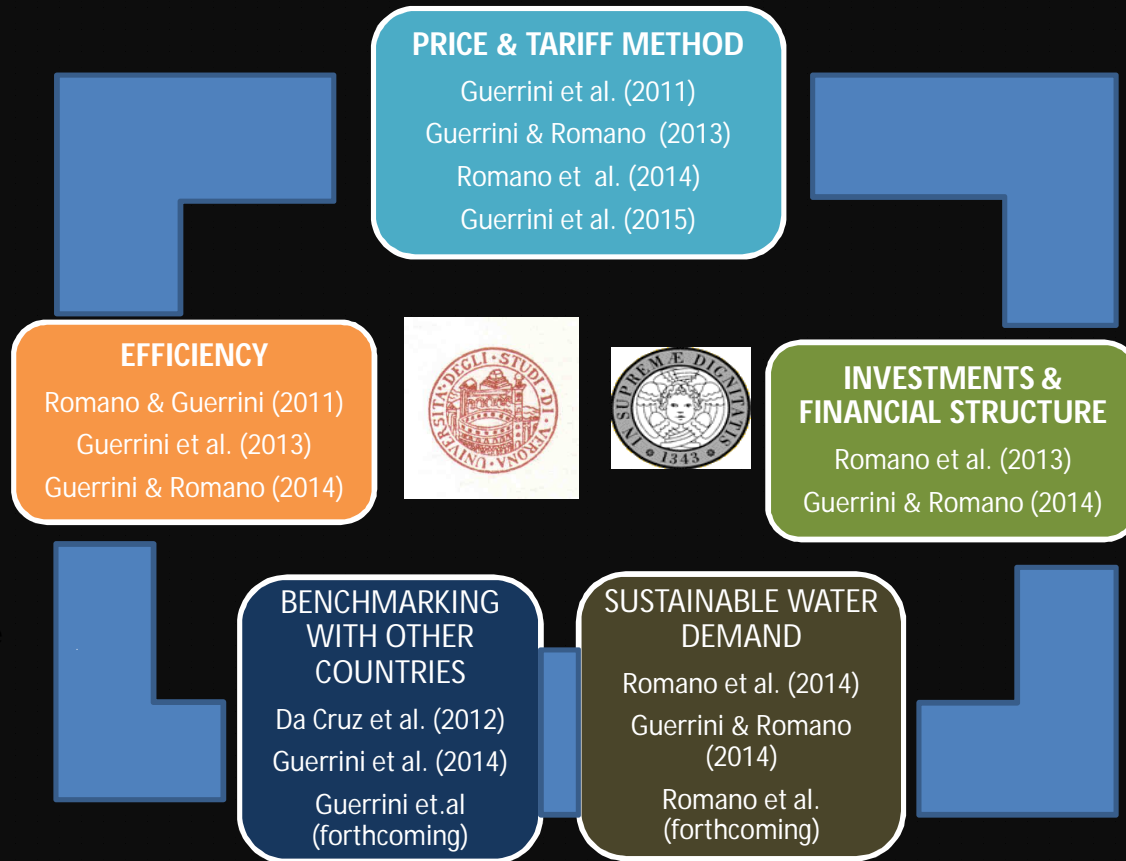 PRICE & TARIFF METHOD
Guerrini et al. (2011)
Guerrini & Romano (2013)
Romano et al. (2014)
Guerrini et al. (2015)
EFFICIENCY
Romano & Guerrini (2011)
Guerrini et al. (2013)
Guerrini & Romano (2014)
UNIVERSITA·DEGLI·STUDI·DI·VERONA
IN SUPREMÆ DIGNITATIS
1343
INVESTMENTS &
FINANCIAL STRUCTURE
Romano et al. (2013)
Guerrini & Romano (2014)
BENCHMARKING
WITH OTHER
COUNTRIES
Da Cruz et al. (2012)
Guerrini et al. (2014)
Guerrini et.al
(forthcoming)
SUSTAINABLE WATER
DEMAND
Romano et al. (2014)
Guerrini & Romano
(2014)
Romano et al.
(forthcoming)